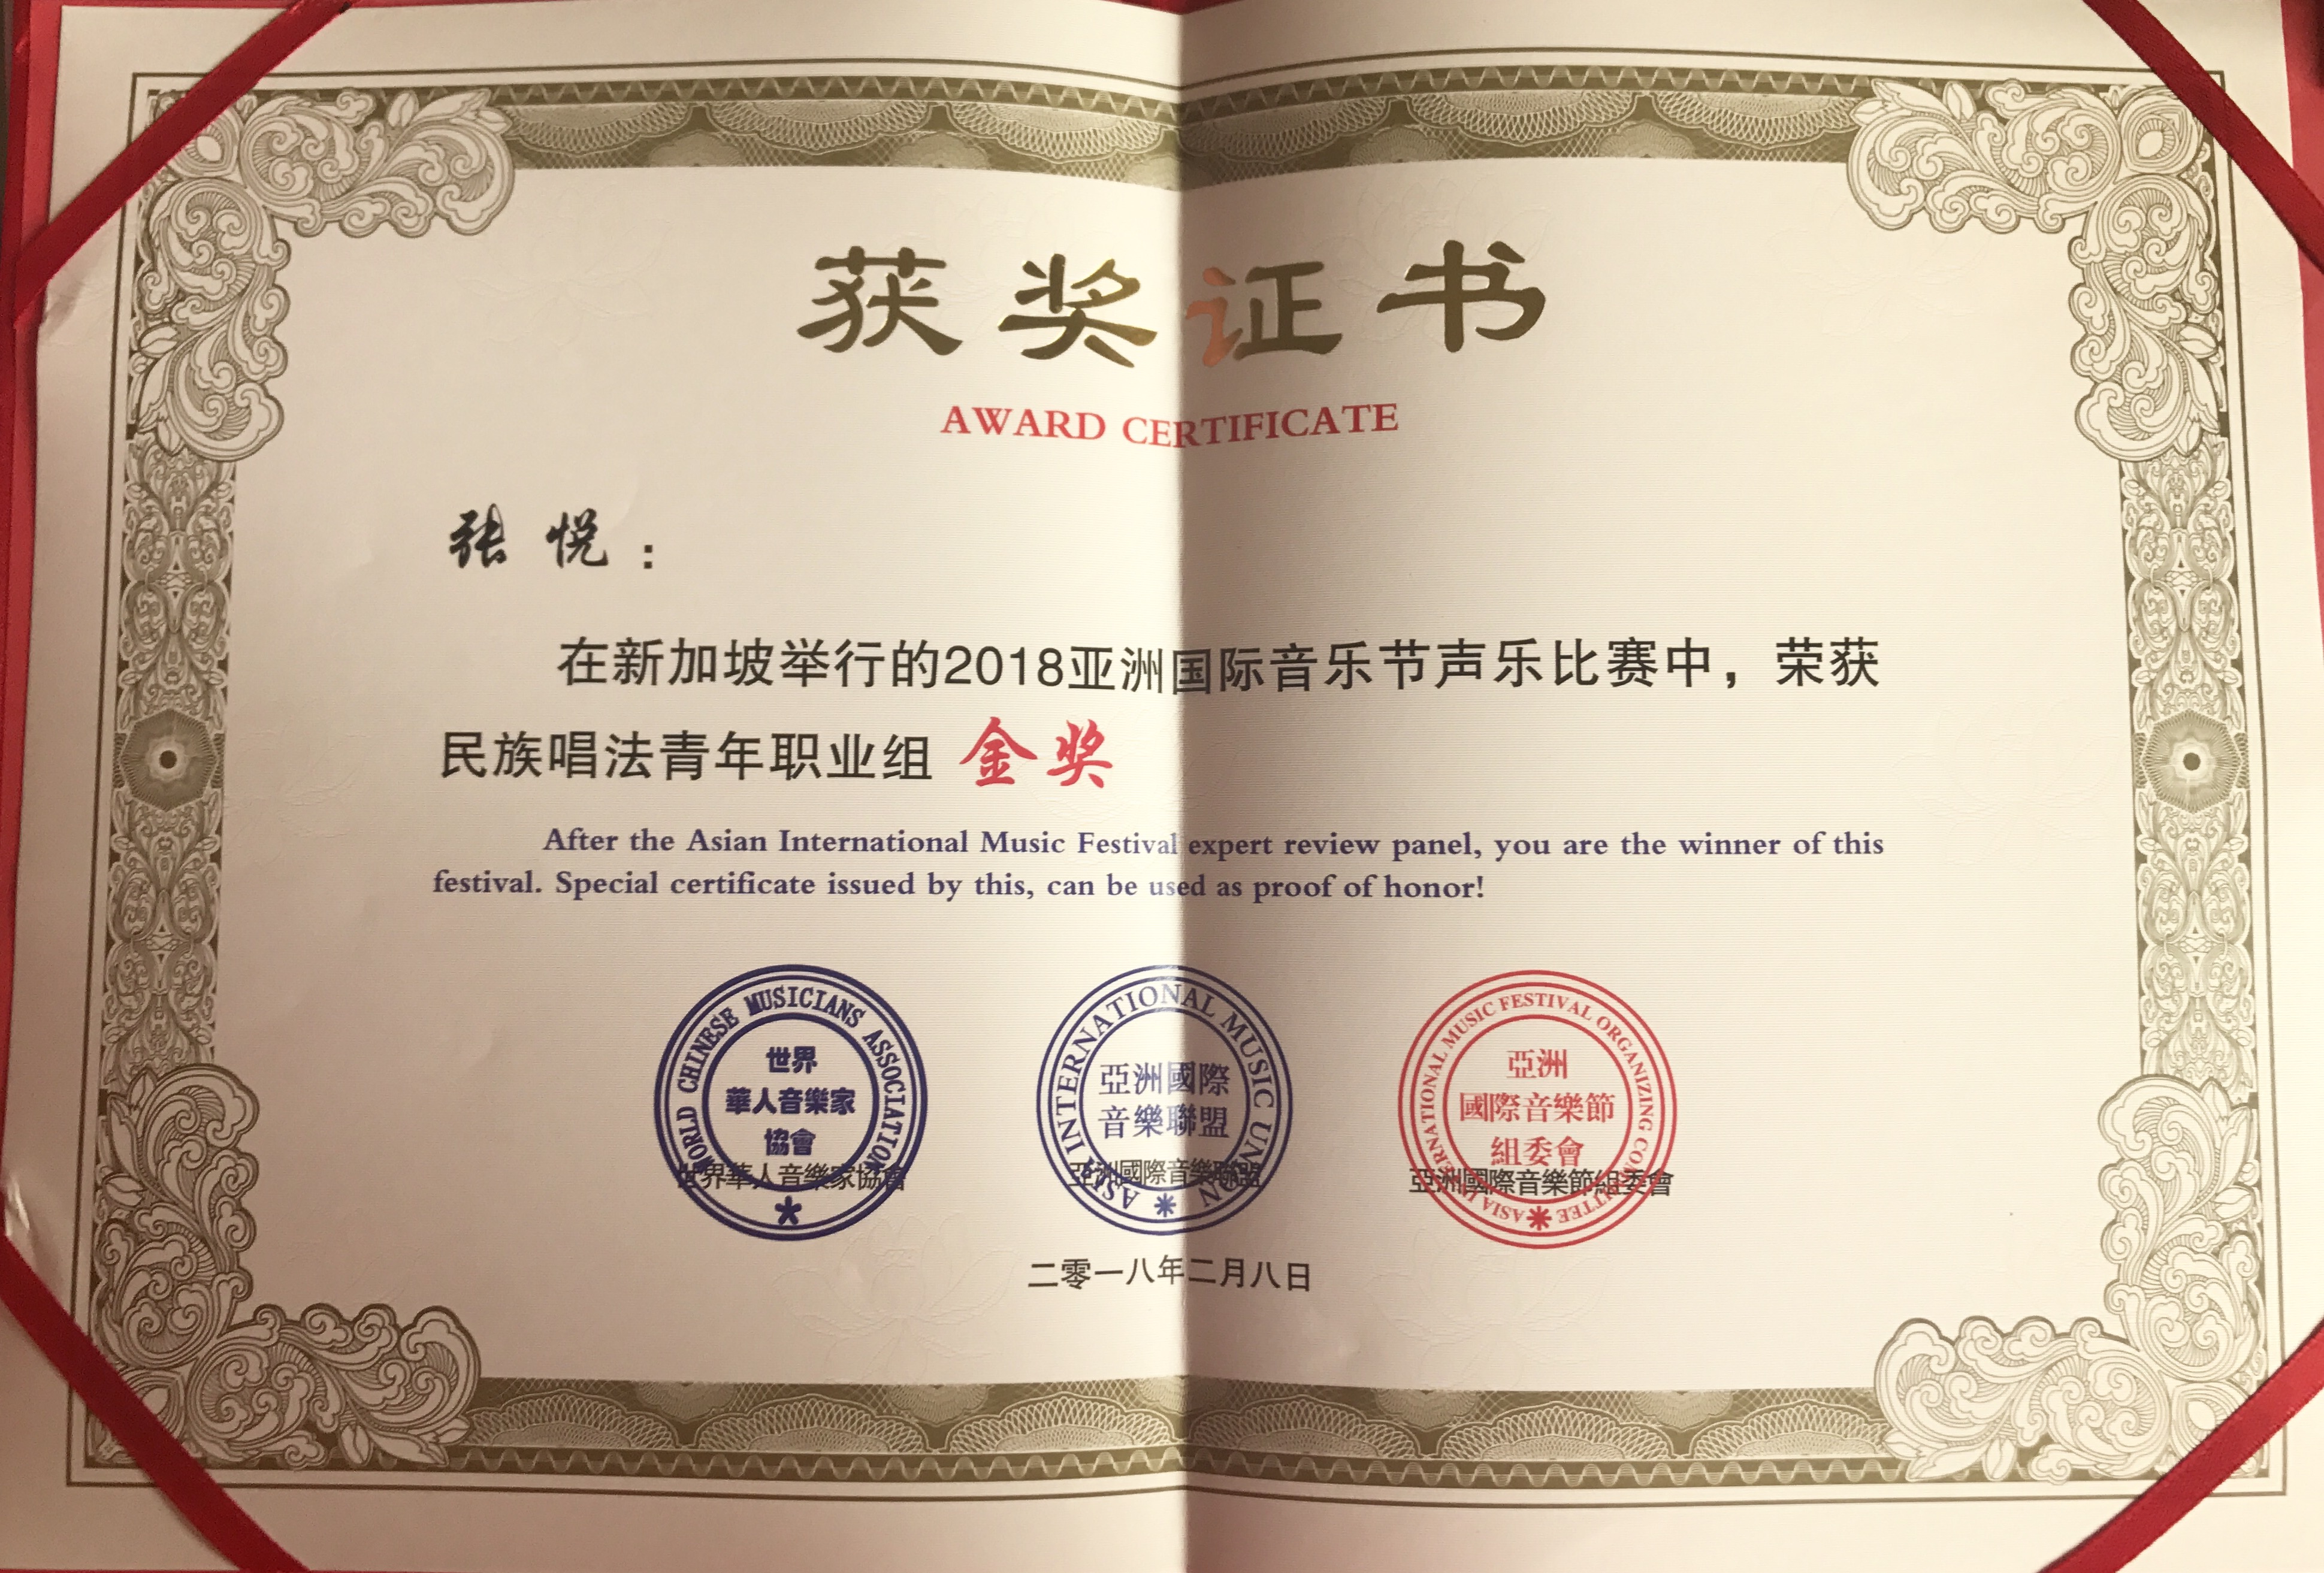 获奖证书
AWARD CERTIFICATE
张 悦：
在新加坡举行的2018亚洲国际音乐节声乐比赛中，荣获
民族唱法青年职业组 金奖
After the Asian International Music Festival expert review panel, you are the winner of this
festival. Special certificate issued by this, can be used as proof of honor!
WORLD CHINESE MUSICIANS ASSOCIATION
世界
華人音樂家
協會
世界華人音樂家協會
ASIA INTERNATIONAL MUSIC UNION
亞洲國際
音樂聯盟
亞洲國際音樂聯盟
ASIA INTERNATIONAL MUSIC FESTIVAL ORGANIZING COMMITTEE
亞洲
國際音樂節
組委會
亞洲國際音樂節組委會
二零一八年二月八日